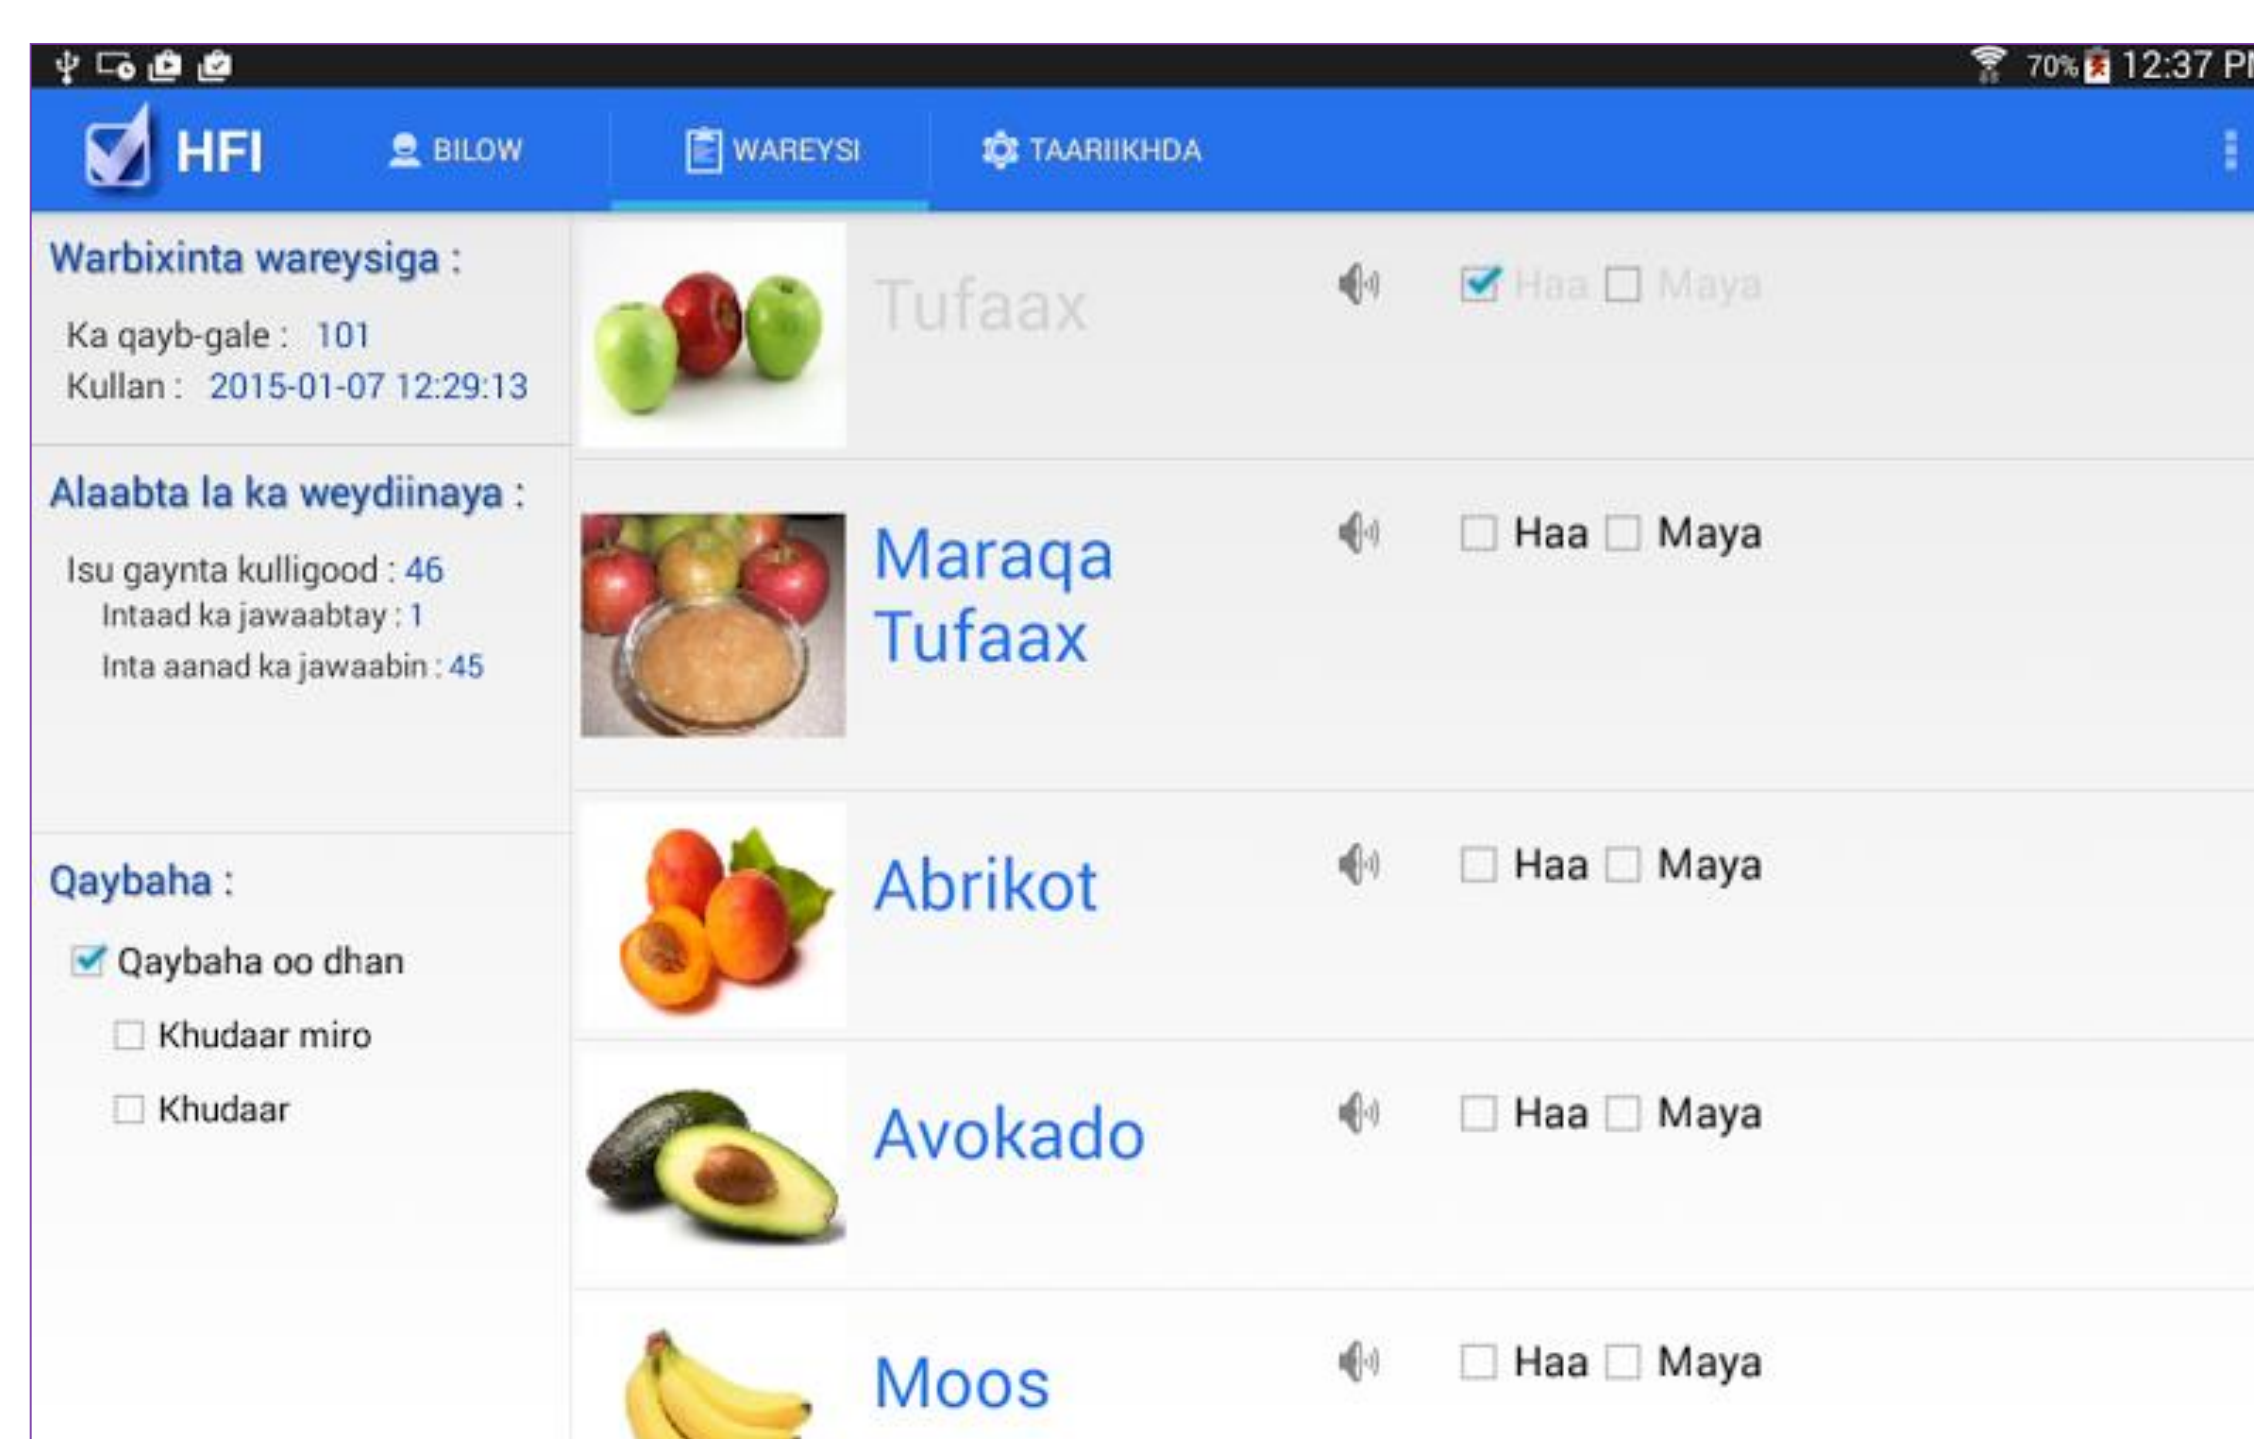 70% 12:37 PM
HFI BILOW WAREYSI TAARIIKHDA
Warbixinta wareysiga :
Ka qayb-gale : 101
Kullan : 2015-01-07 12:29:13
Alaabta la ka weydiinaya :
Isu gaynta kulligood : 46
Intaad ka jawaabtay : 1
Inta aanad ka jawaabin : 45
Qaybaha :
Qaybaha oo dhan
Khudaar miro
Khudaar
Tufaax Haa Maya
Maraqa Haa Maya
Tufaax
Abrikot Haa Maya
Avokado Haa Maya
Moos Haa Maya